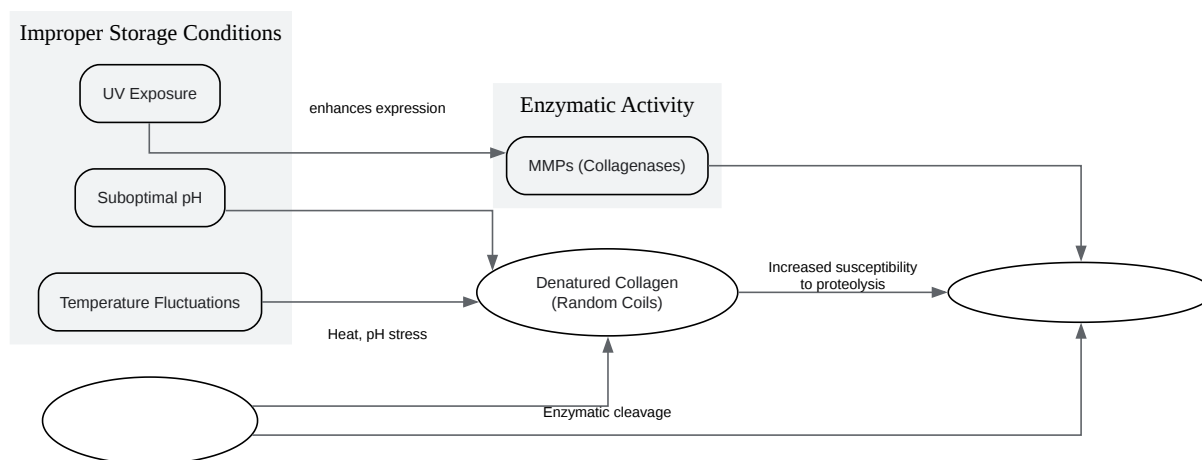 Improper Storage Conditions
UV Exposure
enhances expression
Enzymatic Activity
MMPs (Collagenases)
Suboptimal pH
Denatured Collagen
(Random Coils)
Increased susceptibility
to proteolysis
Temperature Fluctuations
Heat, pH stress
Enzymatic cleavage